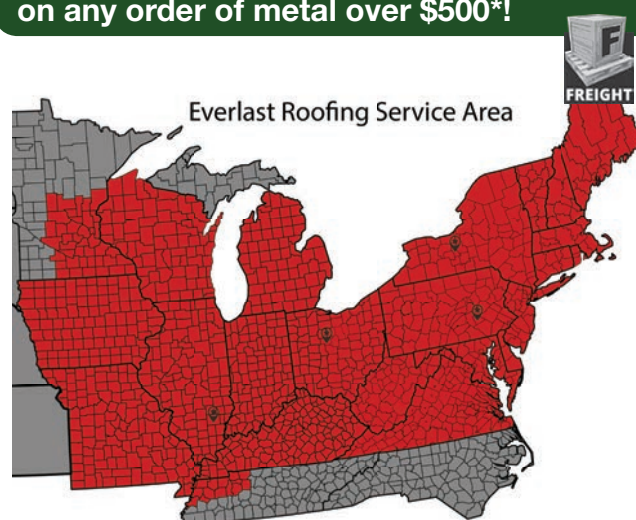 on any order of metal over $500*!
F
FREIGHT
Everlast Roofing Service Area